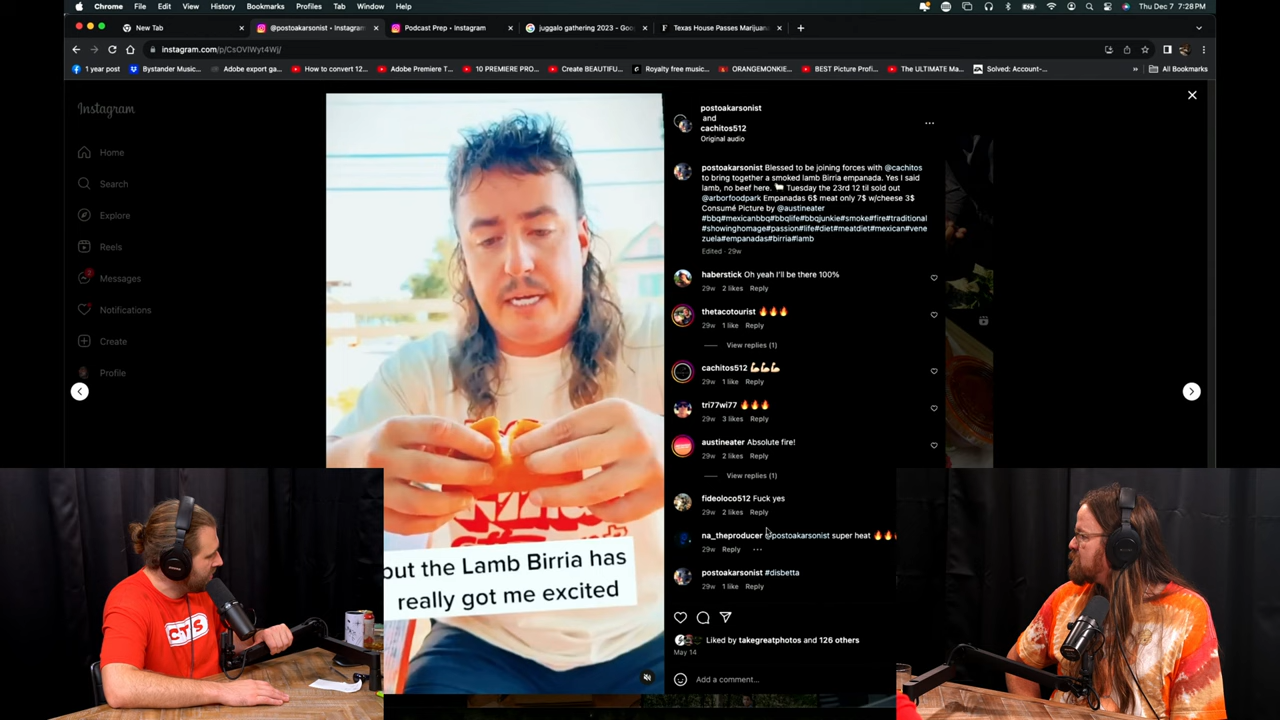 Chrome File Edit View History Bookmarks Profiles Tab Window Help Thu Dec 7 7:28 PM
New Tab @postoakarsonist • Instagram Podcast Prep • Instagram juggalo gathering 2023 - Goo Texas House Passes Marijuan
instagram.com/p/CsOVlWyt4Wj/
1 year post Bystander Music... Adobe export ga... How to convert 12... Adobe Premiere T... 10 PREMIERE PRO... Create BEAUTIFU... Royalty free music... ORANGEMONKIE... BEST Picture Profi... The ULTIMATE Ma... Solved: Account-... » All Bookmarks
Instagram
Home
Search
Explore
Reels
Messages
Notifications
Create
Profile
but the Lamb Birria has
really got me excited
postoakarsonist
and
cachitos512
Original audio
postoakarsonist Blessed to be joining forces with @cachitos
to bring together a smoked lamb Birria empanada. Yes I said
lamb, no beef here. 🐑 Tuesday the 23rd 12 til sold out
@arborfoodpark Empanadas 6$ meat only 7$ w/cheese 3$
Consumé Picture by @austineater
#bbq#mexicanbbq#bbqlife#bbqjunkie#smoke#fire#traditional
#showinghomage#passion#life#diet#meatdiet#mexican#vene
zuela#empanadas#birria#lamb
Edited · 29w
haberstick Oh yeah I'll be there 100%
29w 2 likes Reply
thetacotourist 🔥🔥🔥
29w 1 like Reply
View replies (1)
cachitos512 💪🏻💪🏻💪🏻
29w 1 like Reply
tri77wi77 🔥🔥🔥
29w 3 likes Reply
austineater Absolute fire!
29w 2 likes Reply
View replies (1)
fideoloco512 Fuck yes
29w 2 likes Reply
na_theproducer @postoakarsonist super heat 🔥🔥
29w Reply ...
postoakarsonist #disbetta
29w 1 like Reply
Liked by takegreatphotos and 126 others
May 14
Add a comment...